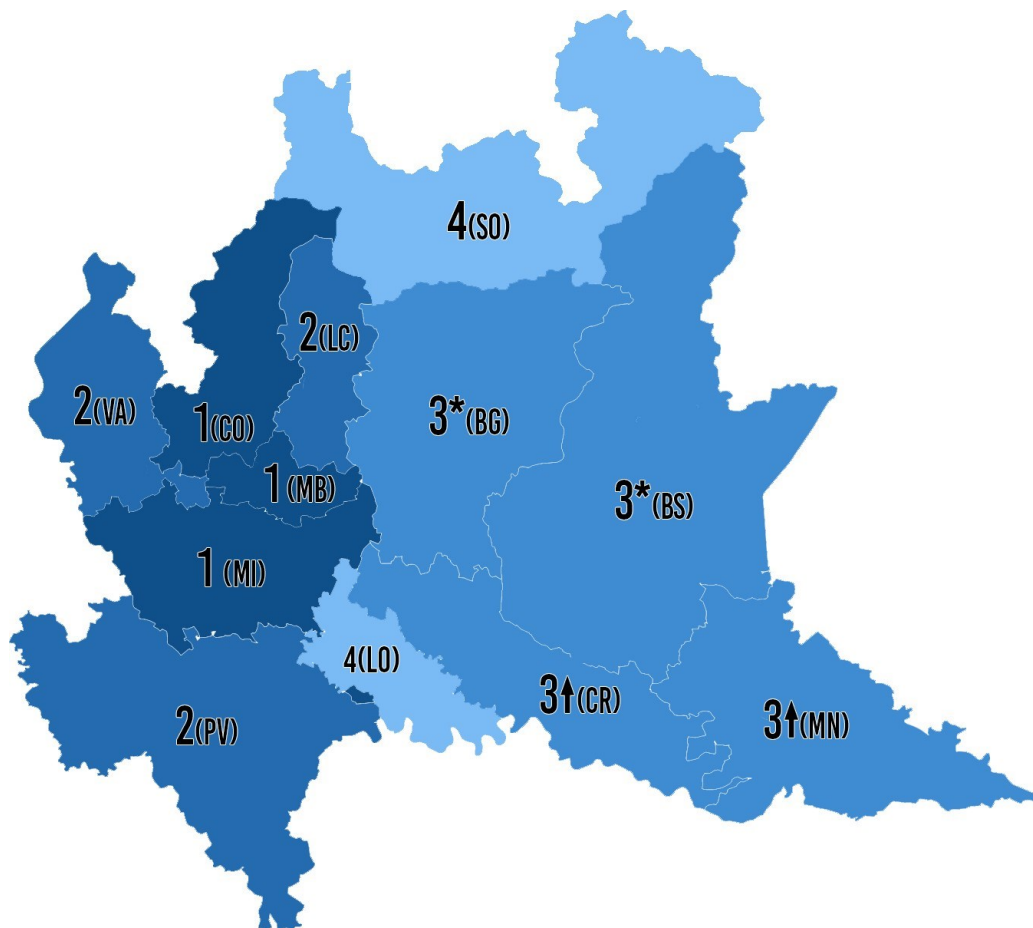 4(SO)
2(LC)
2(VA)
1(CO)
3*(BG)
1(MB)
3*(BS)
1(MI)
4(LO)
3↑(CR)
2(PV)
3↑(MN)